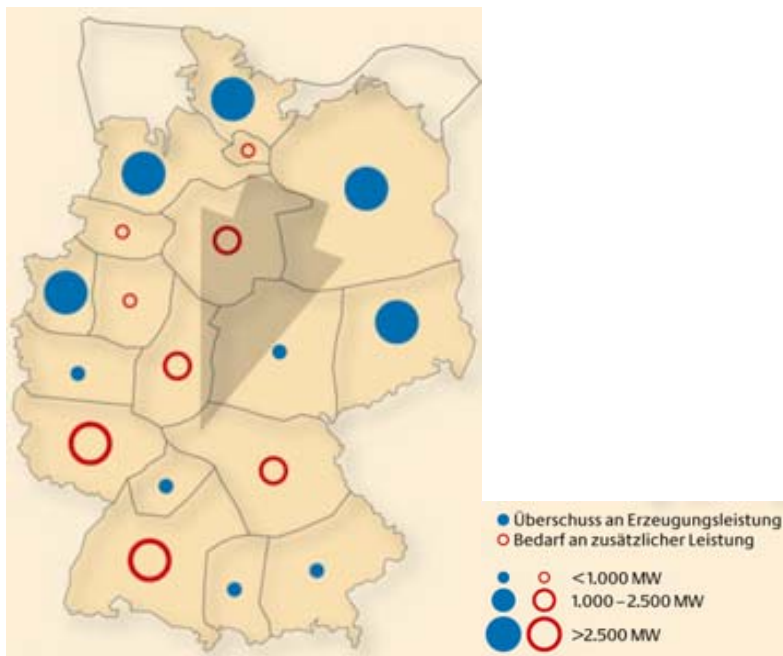 Überschuss an Erzeugungsleistung
Bedarf an zusätzlicher Leistung
<1.000 MW
1.000–2.500 MW
>2.500 MW